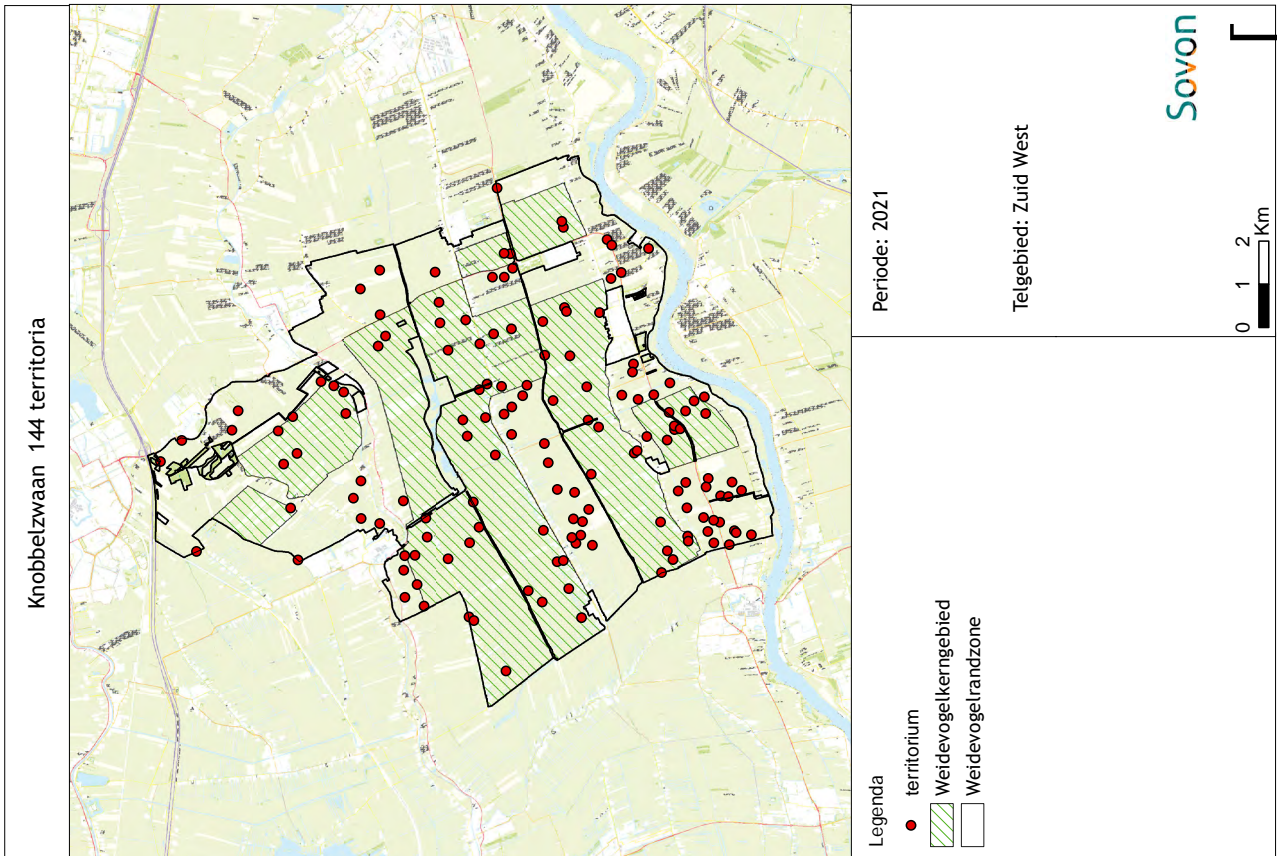 Knobbelzwaan 144 territoria
Legenda
territorium
Weidevogelkerngebied
Weidevogelrandzone
Periode: 2021
Telgebied: Zuid West
0 1 2
Km
Sovon